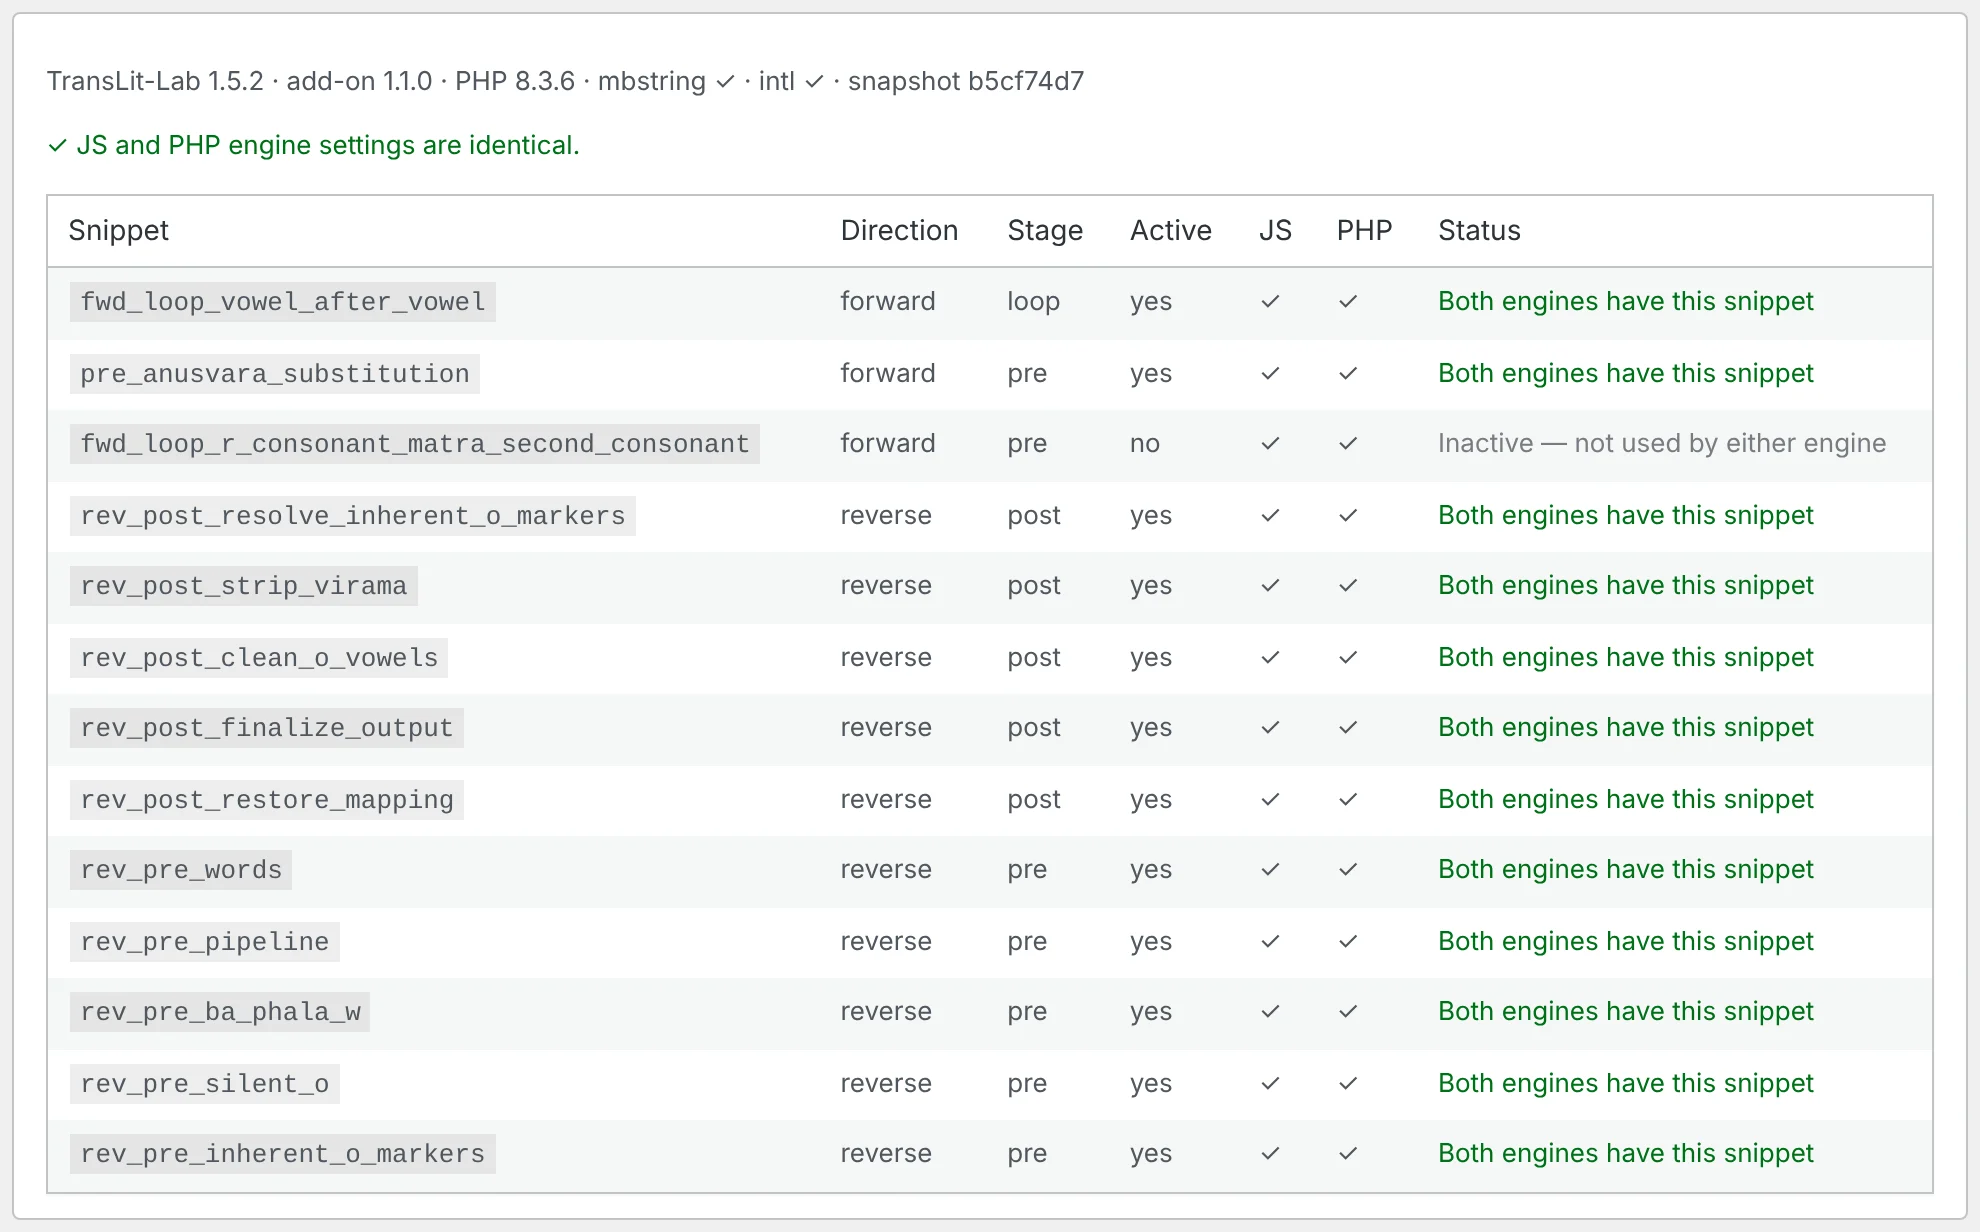 TransLit-Lab 1.5.2 · add-on 1.1.0 · PHP 8.3.6 · mbstring ✓ · intl ✓ · snapshot b5cf74d7
✓ JS and PHP engine settings are identical.
Snippet Direction Stage Active JS PHP Status
fwd_loop_vowel_after_vowel forward loop yes ✓ ✓ Both engines have this snippet
pre_anusvara_substitution forward pre yes ✓ ✓ Both engines have this snippet
fwd_loop_r_consonant_matra_second_consonant forward pre no ✓ ✓ Inactive — not used by either engine
rev_post_resolve_inherent_o_markers reverse post yes ✓ ✓ Both engines have this snippet
rev_post_strip_virama reverse post yes ✓ ✓ Both engines have this snippet
rev_post_clean_o_vowels reverse post yes ✓ ✓ Both engines have this snippet
rev_post_finalize_output reverse post yes ✓ ✓ Both engines have this snippet
rev_post_restore_mapping reverse post yes ✓ ✓ Both engines have this snippet
rev_pre_words reverse pre yes ✓ ✓ Both engines have this snippet
rev_pre_pipeline reverse pre yes ✓ ✓ Both engines have this snippet
rev_pre_ba_phala_w reverse pre yes ✓ ✓ Both engines have this snippet
rev_pre_silent_o reverse pre yes ✓ ✓ Both engines have this snippet
rev_pre_inherent_o_markers reverse pre yes ✓ ✓ Both engines have this snippet